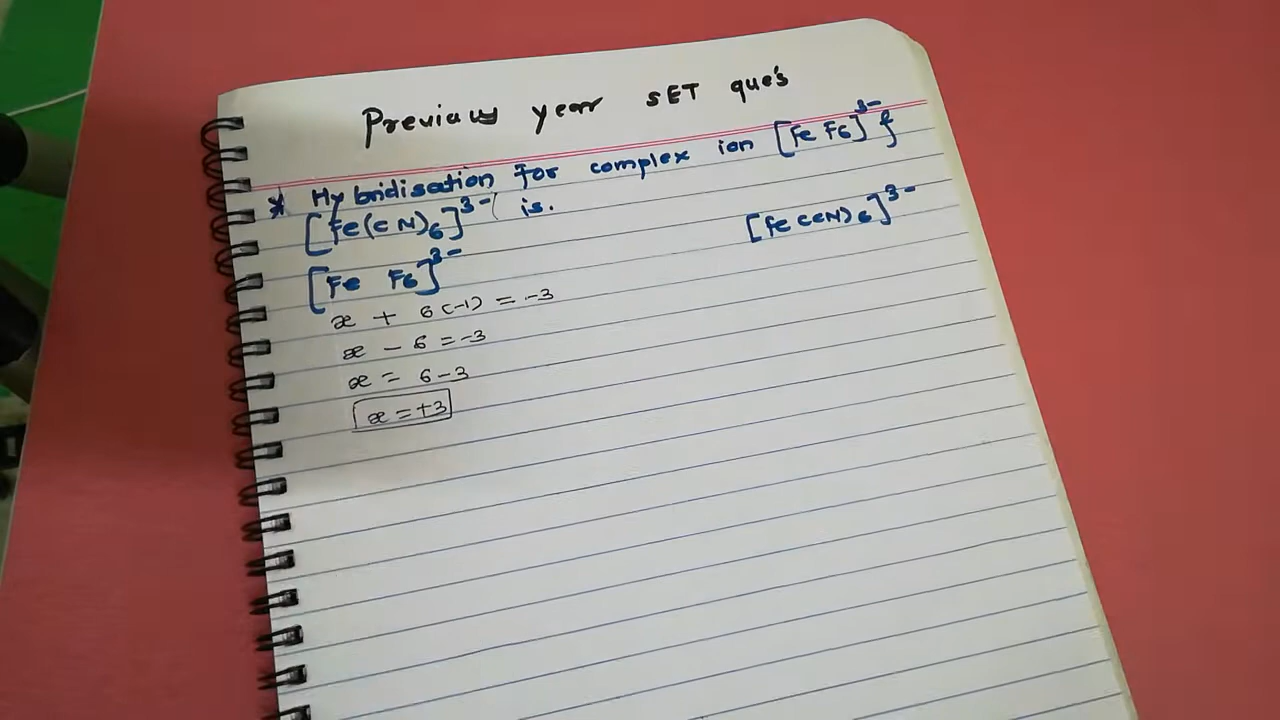 Previous year SET que's
* Hybridisation For complex ion [Fe F6]3- &
[Fe(CN)6]3- is.
[Fe F6]3-
x + 6(-1) = -3
x - 6 = -3
x = 6-3
x = +3
[Fe(CN)6]3-